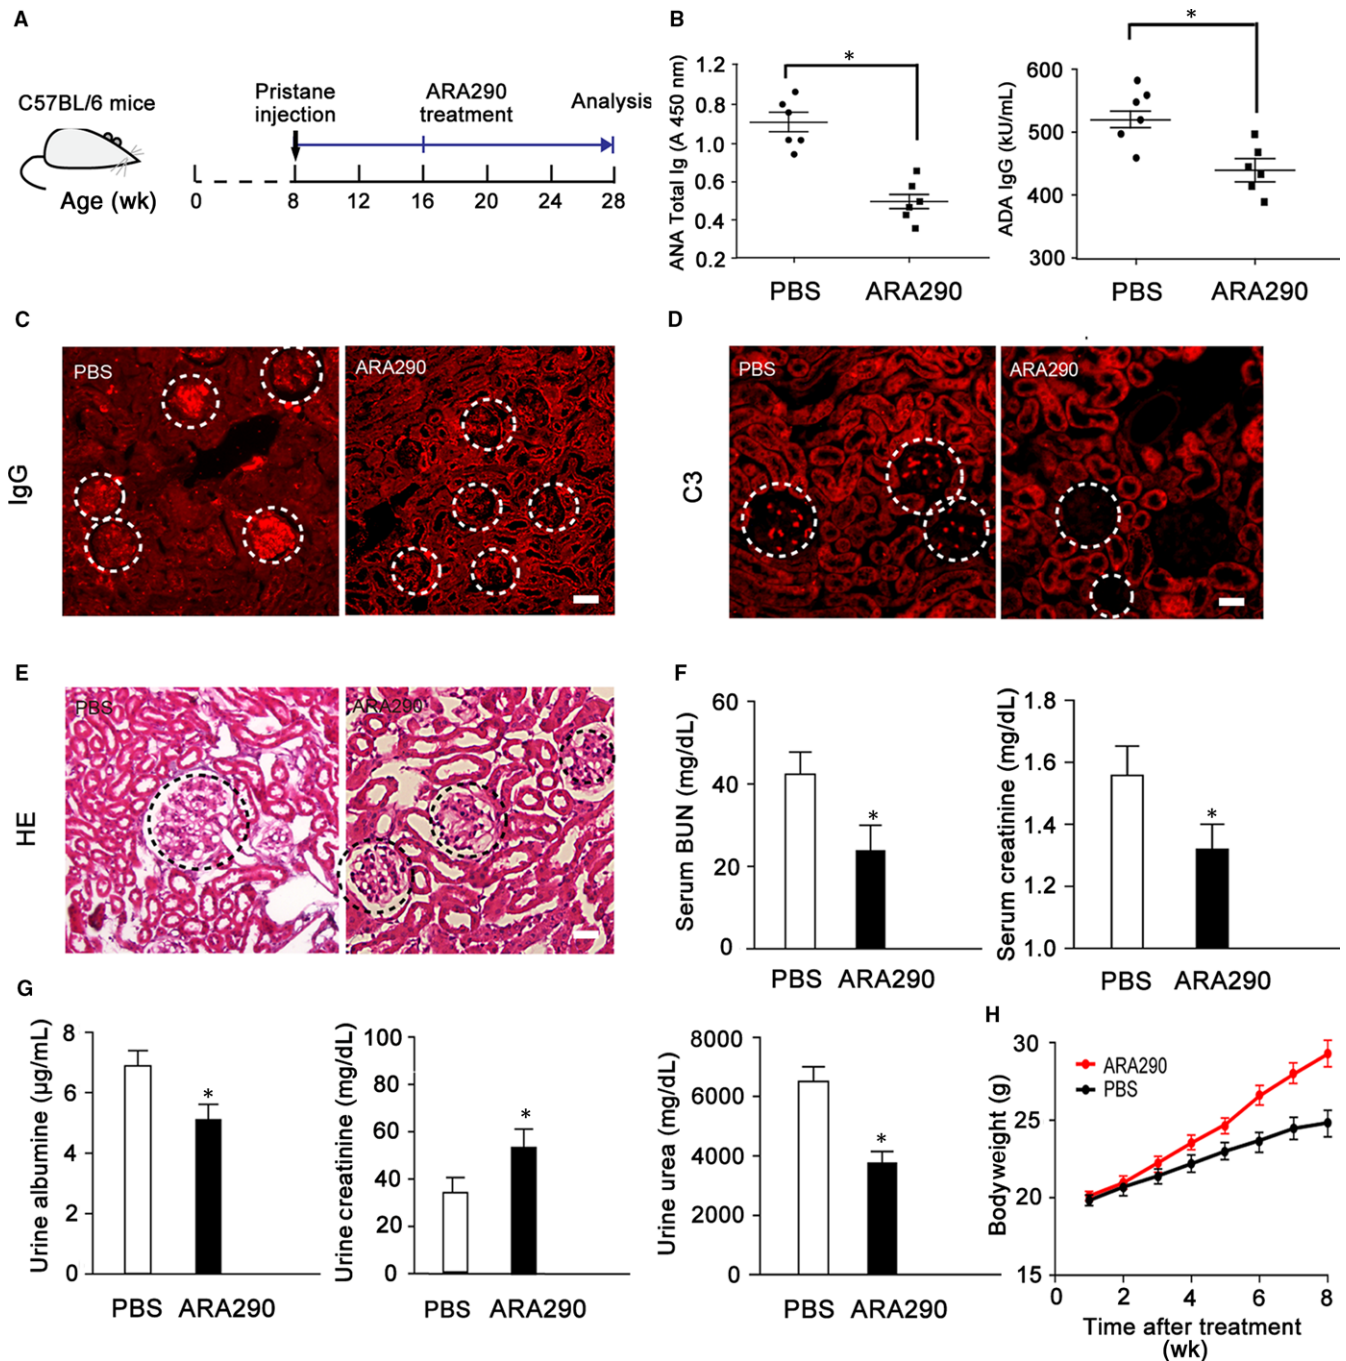 A
C57BL/6 mice
Pristane
injection
ARA290
treatment
Analysis
Age (wk)
0 8 12 16 20 24 28
B
*
ANA Total Ig (A 450 nm)
1.2
0.8
1.0
0.6
0.4
0.2
PBS ARA290
*
ADA IgG (kU/mL)
600
500
400
300
PBS ARA290
C
IgG
PBS
ARA290
D
C3
PBS
ARA290
E
HE
PBS
ARA290
F
Serum BUN (mg/dL)
60
40
20
0
*
PBS ARA290
Serum creatinine (mg/dL)
1.8
1.6
1.4
1.2
1.0
*
PBS ARA290
G
Urine albumine (µg/mL)
8
6
4
2
0
*
PBS ARA290
Urine creatinine (mg/dL)
100
80
60
40
20
0
*
PBS ARA290
Urine urea (mg/dL)
8000
6000
4000
2000
0
*
PBS ARA290
H
Bodyweight (g)
30
25
20
15
ARA290
PBS
0 2 4 6 8
Time after treatment
(wk)